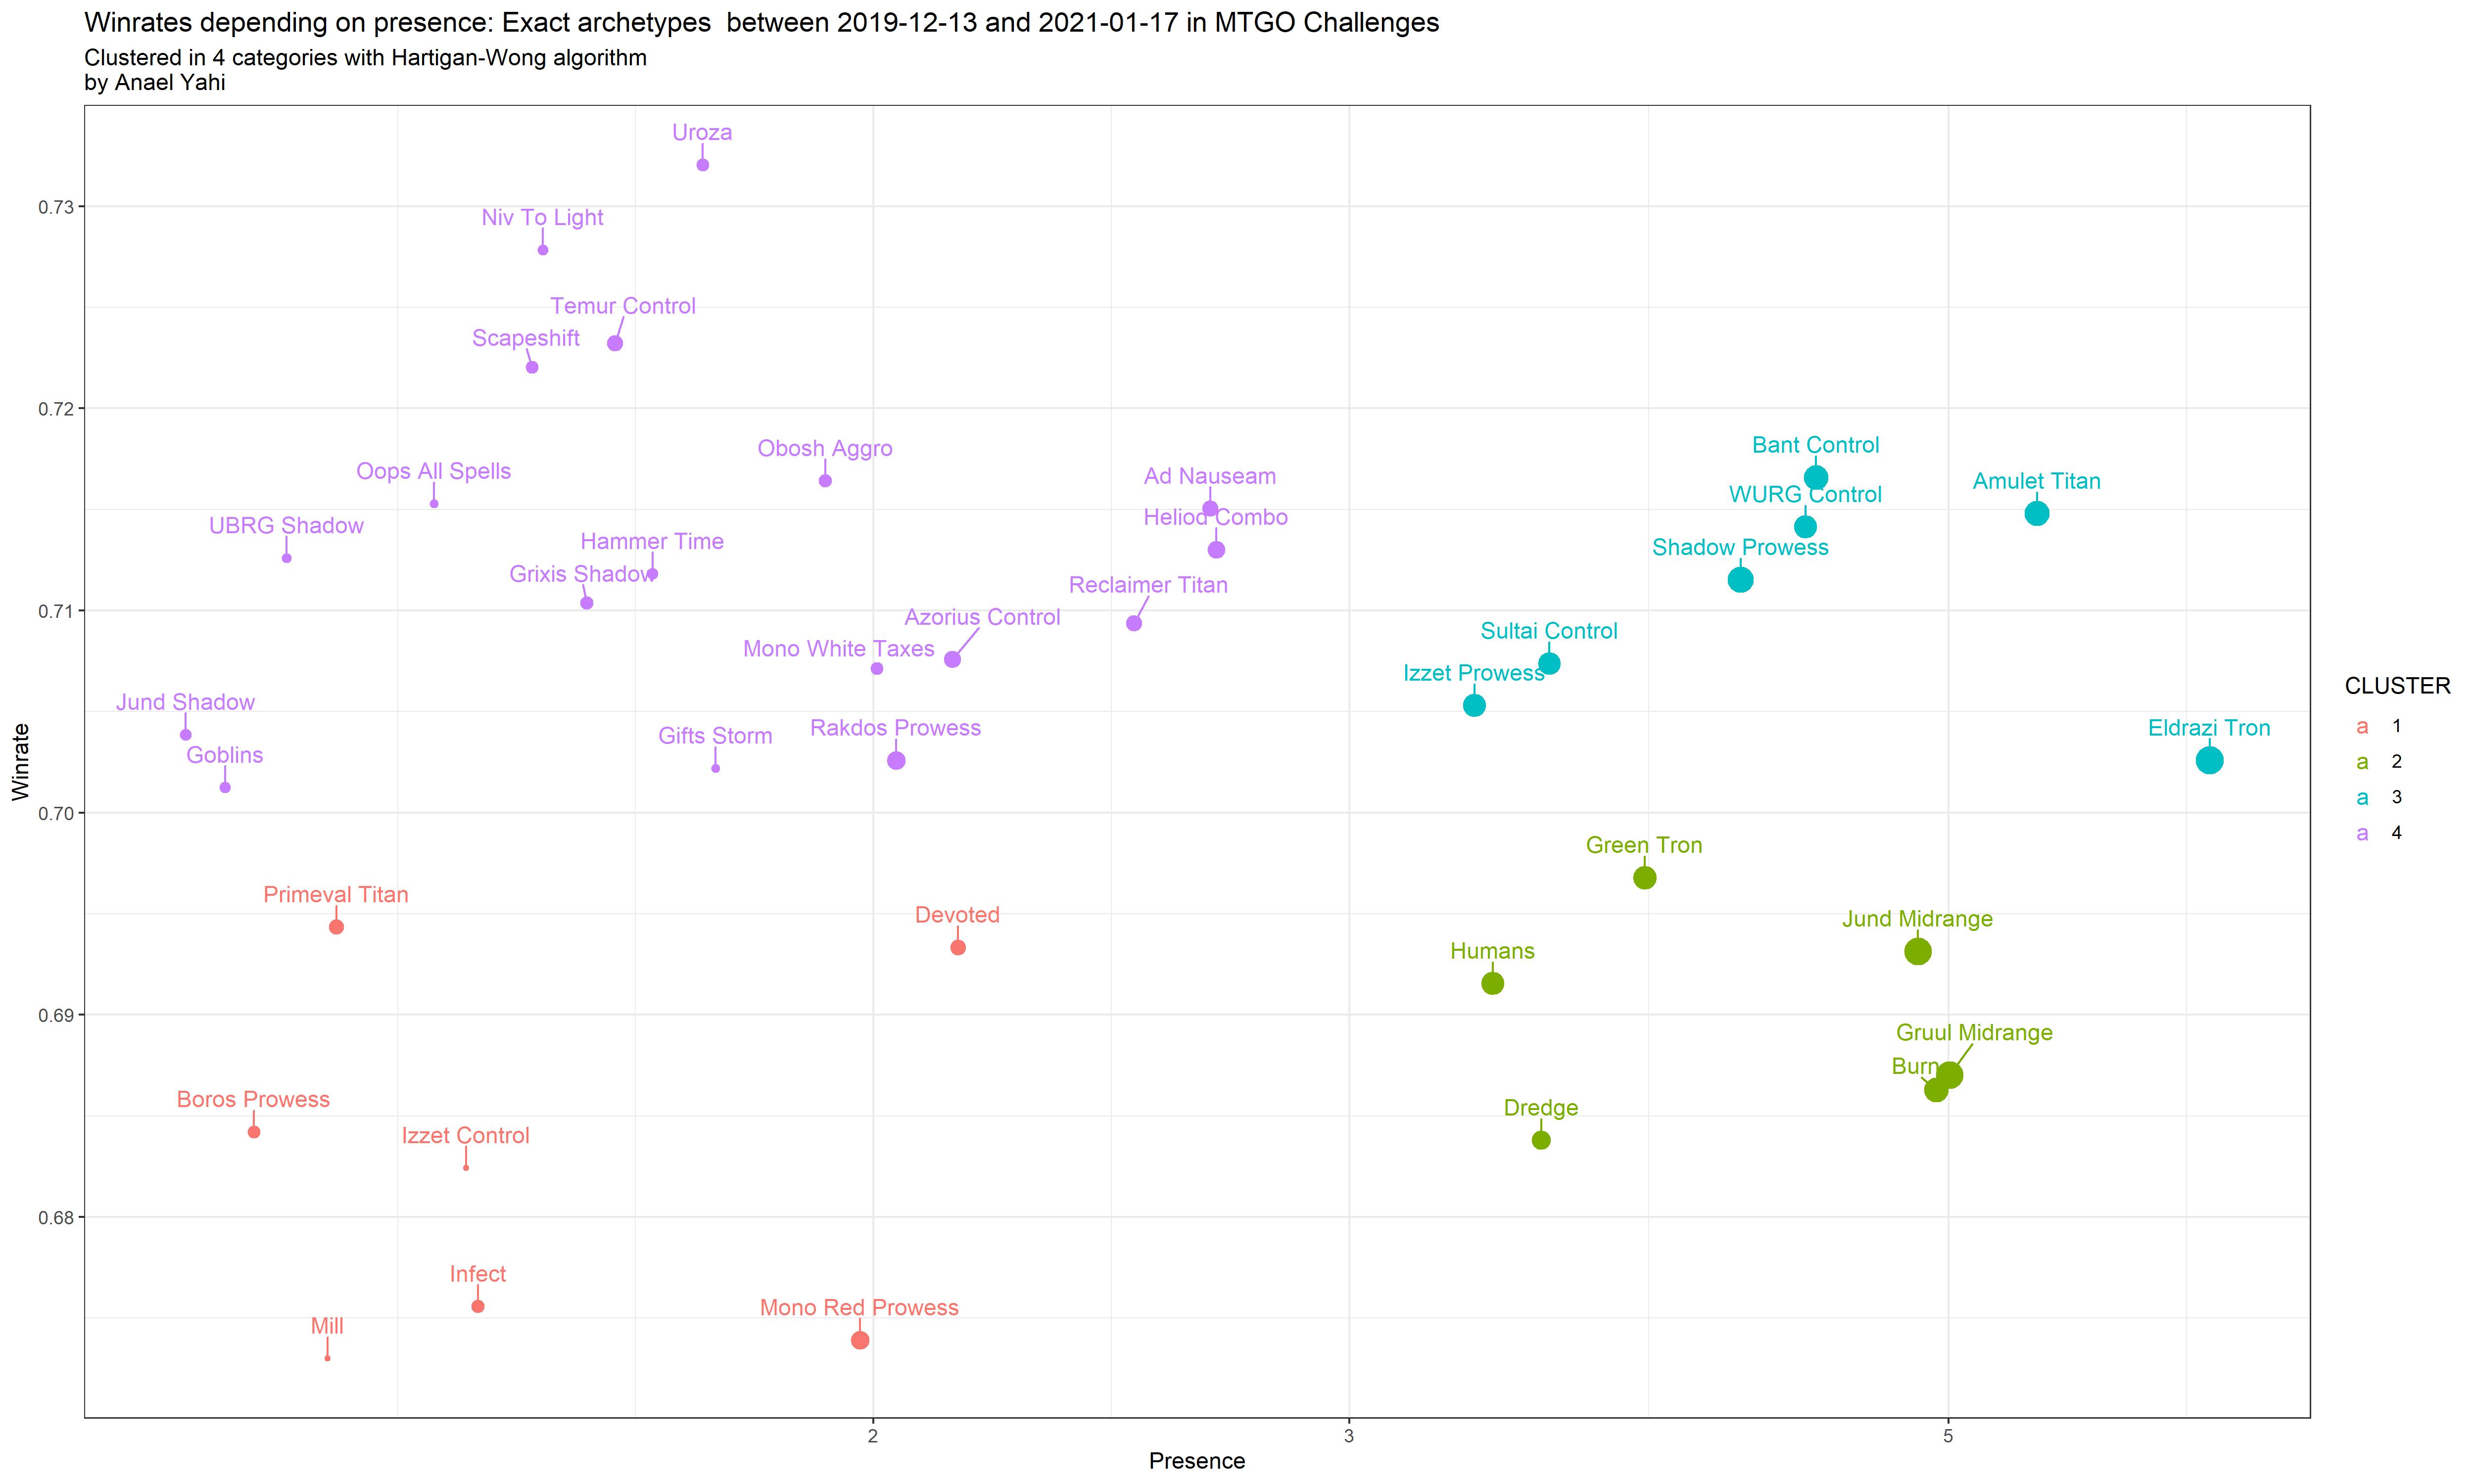 Winrates depending on presence: Exact archetypes  between 2019-12-13 and 2021-01-17 in MTGO Challenges
Clustered in 4 categories with Hartigan-Wong algorithm
by Anael Yahi
Uroza
0.73
Niv To Light
Temur Control
Scapeshift
0.72
Obosh Aggro
Bant Control
Oops All Spells
Ad Nauseam
Amulet Titan
WURG Control
Heliod Combo
UBRG Shadow
Hammer Time
Shadow Prowess
Grixis Shadow
Reclaimer Titan
0.71
Azorius Control
Sultai Control
Mono White Taxes
Izzet Prowess
Jund Shadow
Rakdos Prowess
Eldrazi Tron
Gifts Storm
Goblins
0.70
Green Tron
Primeval Titan
Devoted
Jund Midrange
Humans
0.69
Gruul Midrange
Burn
Boros Prowess
Dredge
Izzet Control
0.68
Infect
Mono Red Prowess
Mill
2
3
5
Presence
Winrate
CLUSTER
a 1
a 2
a 3
a 4